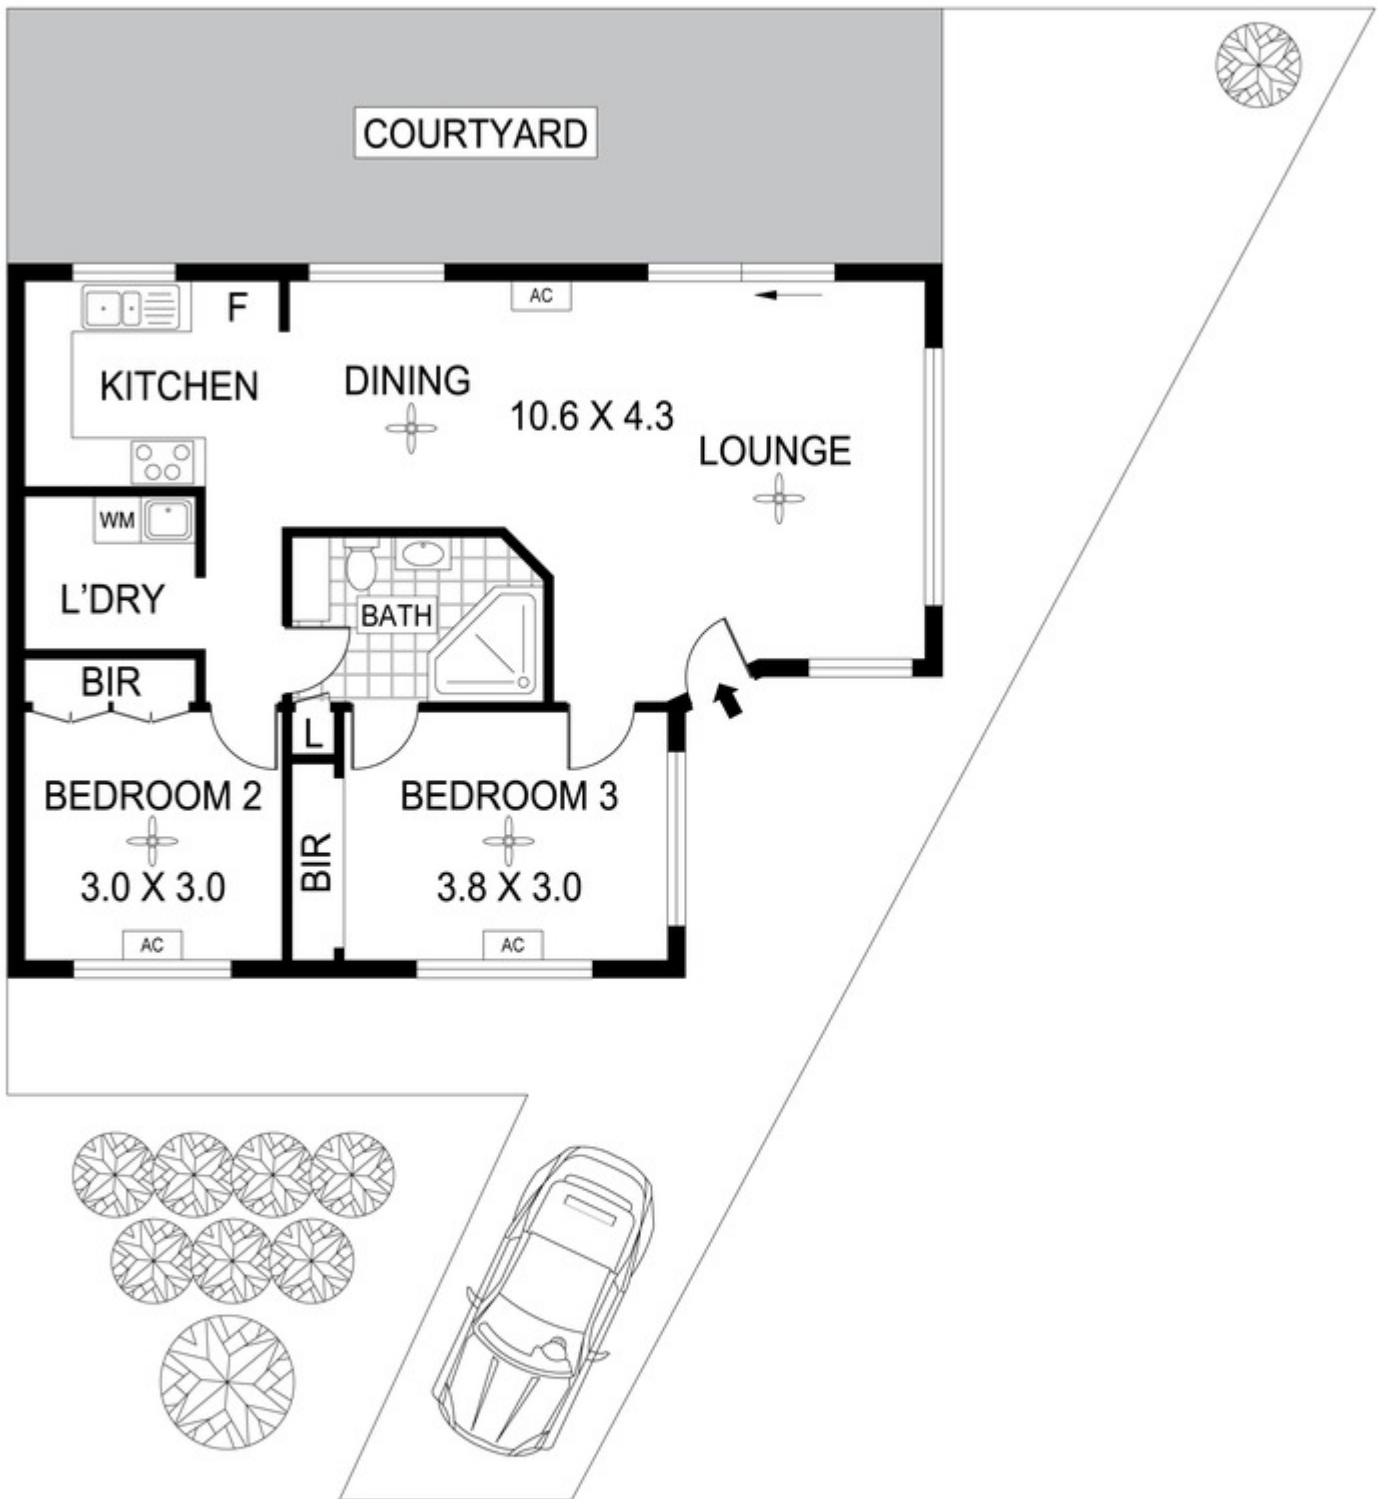 COURTYARD
F
AC
KITCHEN
DINING
10.6 X 4.3
LOUNGE
WM
L'DRY
BATH
BIR
L
BEDROOM 2
3.0 X 3.0
AC
BIR
BEDROOM 3
3.8 X 3.0
AC